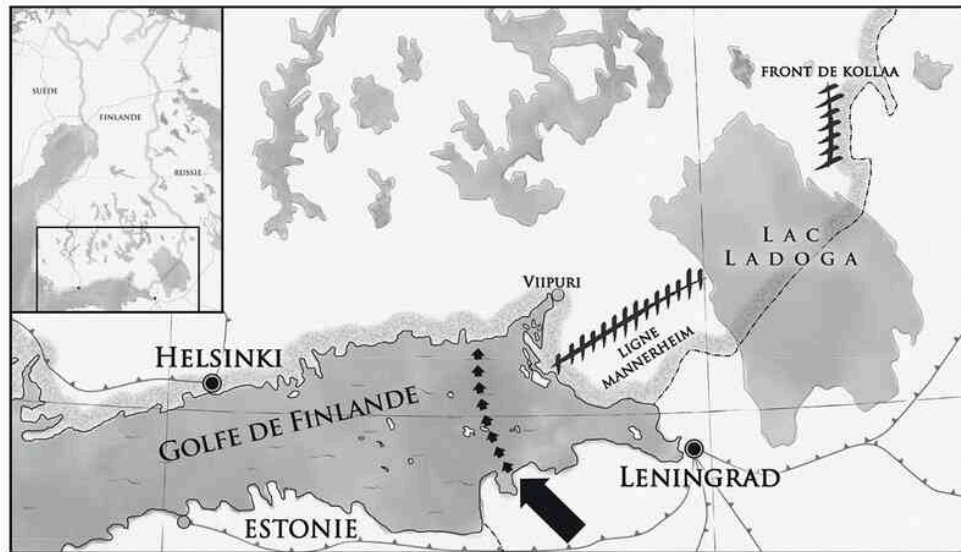 SUÈDE
FINLANDE
RUSSIE
FRONT DE KOLLAA
LAC
LADOGA
VIIPURI
LIGNE
MANNERHEIM
HELSINKI
GOLFE DE FINLANDE
LENINGRAD
ESTONIE